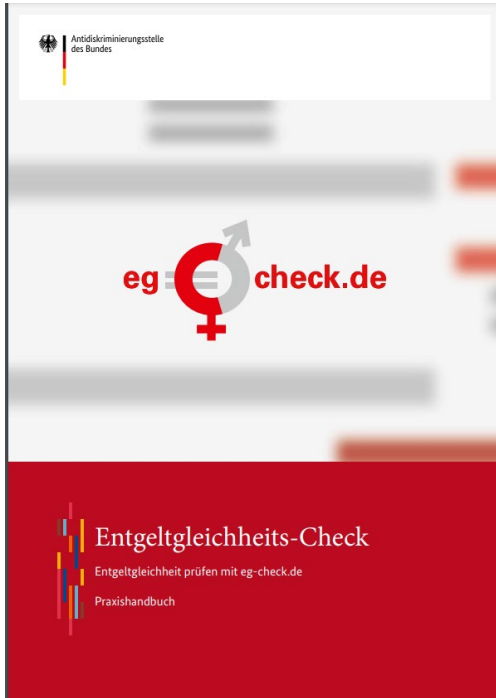 Antidiskriminierungsstelle
des Bundes
eg check.de
Entgeltgleichheits-Check
Entgeltgleichheit prüfen mit eg-check.de
Praxishandbuch